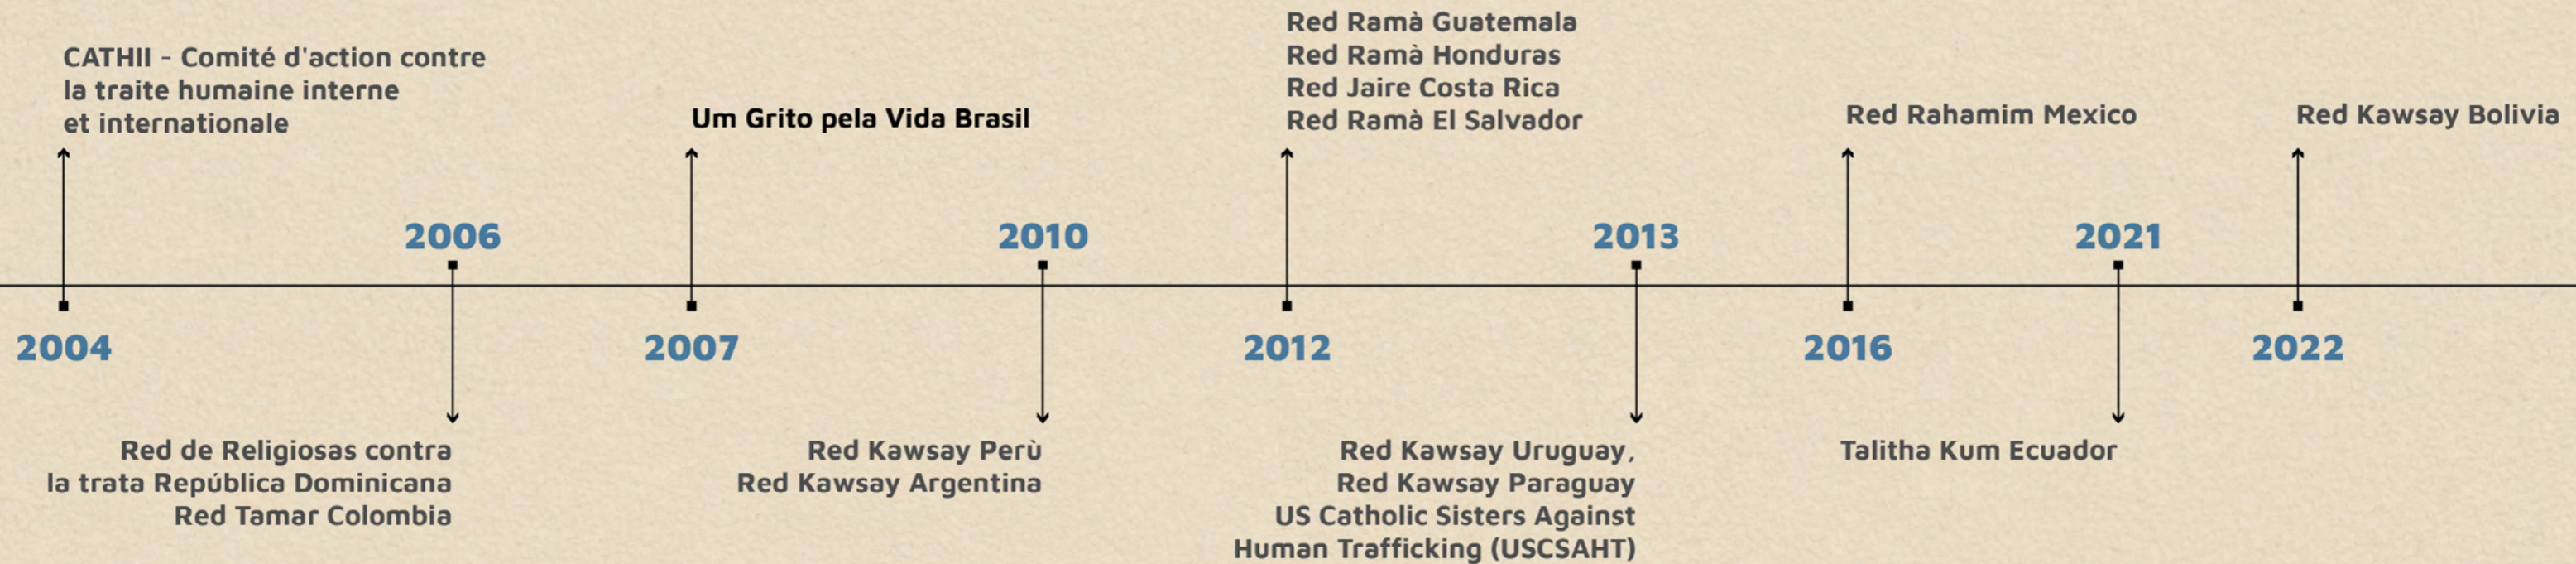 CATHII - Comité d'action contre
la traite humaine interne
et internationale
2004
2006
Red de Religiosas contra
la trata República Dominicana
Red Tamar Colombia
Um Grito pela Vida Brasil
2007
2010
Red Kawsay Perù
Red Kawsay Argentina
Red Ramà Guatemala
Red Ramà Honduras
Red Jaire Costa Rica
Red Ramà El Salvador
2012
2013
Red Kawsay Uruguay,
Red Kawsay Paraguay
US Catholic Sisters Against
Human Trafficking (USCSAHT)
Red Rahamim Mexico
2016
2021
Talitha Kum Ecuador
Red Kawsay Bolivia
2022